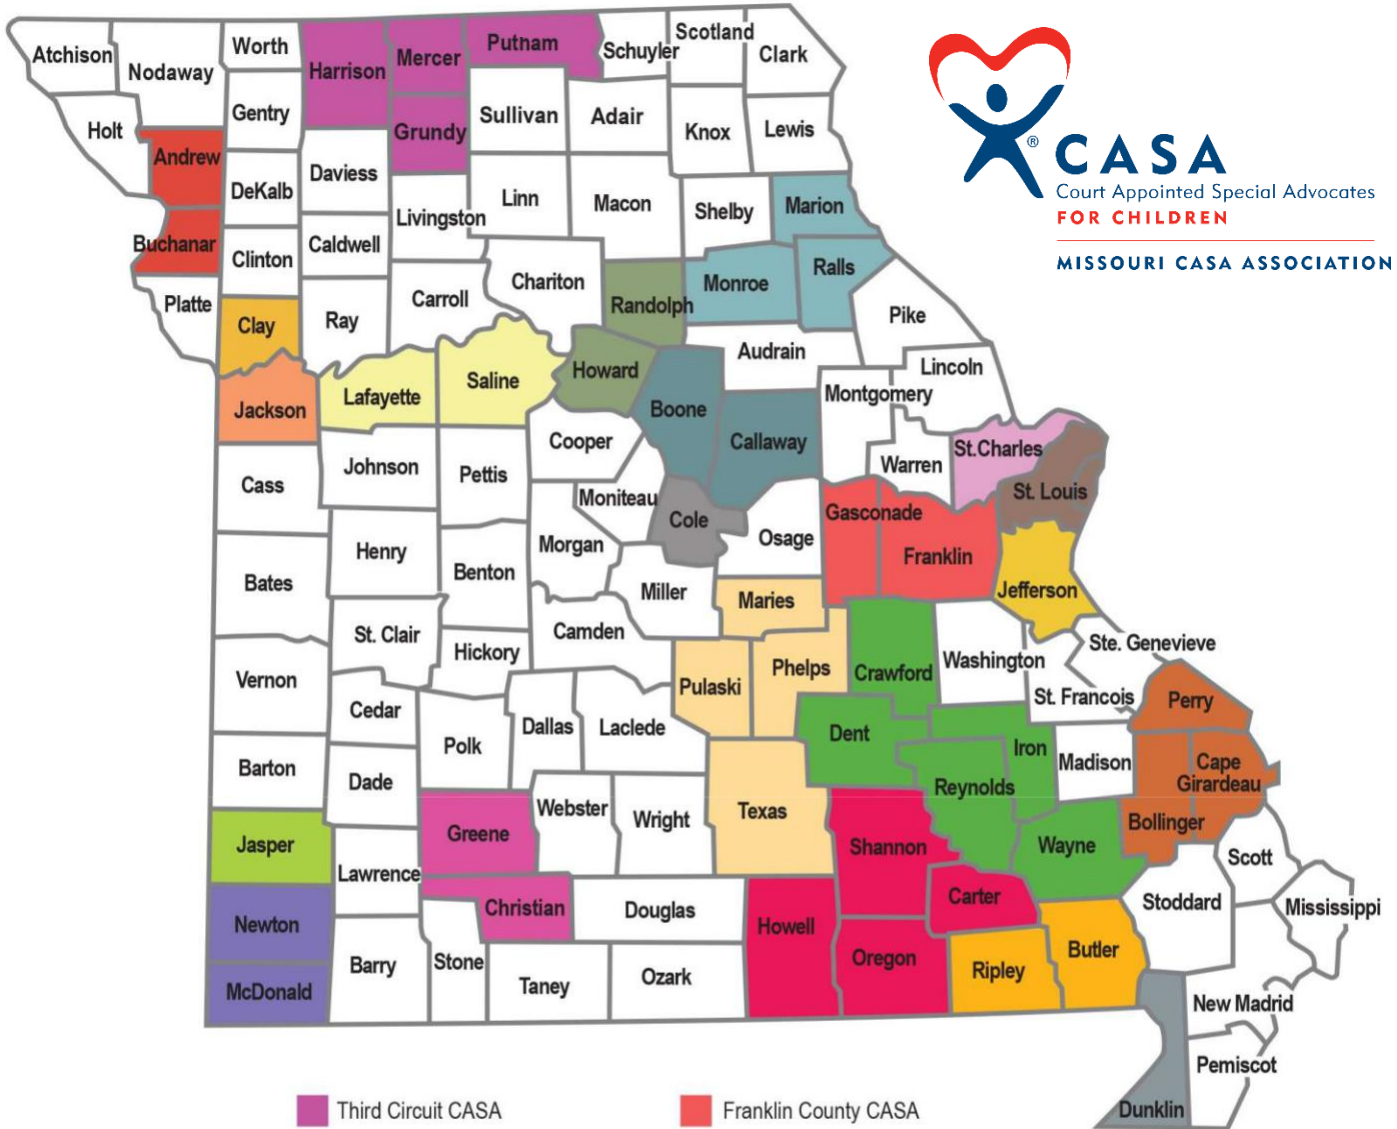 Atchison
Nodaway
Worth
Harrison
Mercer
Putnam
Schuyler
Scotland
Clark
Holt
Gentry
Grundy
Sullivan
Adair
Knox
Lewis
Andrew
DeKalb
Daviess
Livingston
Linn
Macon
Shelby
Marion
Buchanar
Clinton
Caldwell
Chariton
Monroe
Ralls
Platte
Clay
Ray
Carroll
Randolph
Pike
Audrain
Lincoln
Jackson
Lafayette
Saline
Howard
Boone
Callaway
Montgomery
Cass
Johnson
Pettis
Cooper
Moniteau
Warren
St.Charles
St. Louis
Cole
Osage
Gasconade
Franklin
Jefferson
Bates
Henry
Benton
Morgan
Miller
Maries
St. Clair
Hickory
Camden
Pulaski
Phelps
Crawford
Washington
Ste. Genevieve
St. Francois
Perry
Vernon
Cedar
Polk
Dallas
Laclede
Dent
Iron
Madison
Cape
Girardeau
Barton
Dade
Webster
Wright
Texas
Reynolds
Bollinger
Jasper
Lawrence
Greene
Shannon
Wayne
Scott
Newton
Christian
Douglas
Howell
Carter
Stoddard
Mississippi
McDonald
Barry
Stone
Taney
Ozark
Oregon
Ripley
Butler
New Madrid
Pemiscot
Dunklin
®
CASA
Court Appointed Special Advocates
FOR CHILDREN
MISSOURI CASA ASSOCIATION
Third Circuit CASA
Franklin County CASA